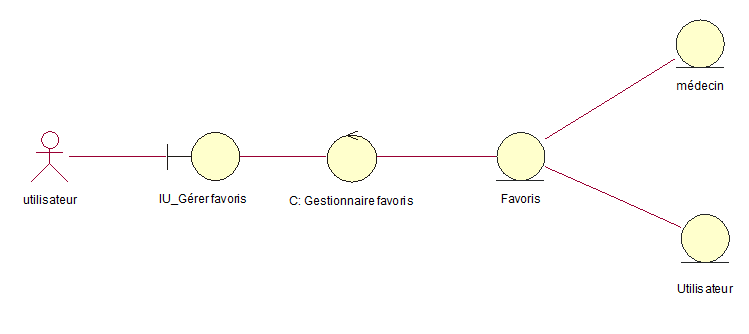 médecin
utilisateur
IU_Gérer favoris
C: Gestionnaire favoris
Favoris
Utilisateur